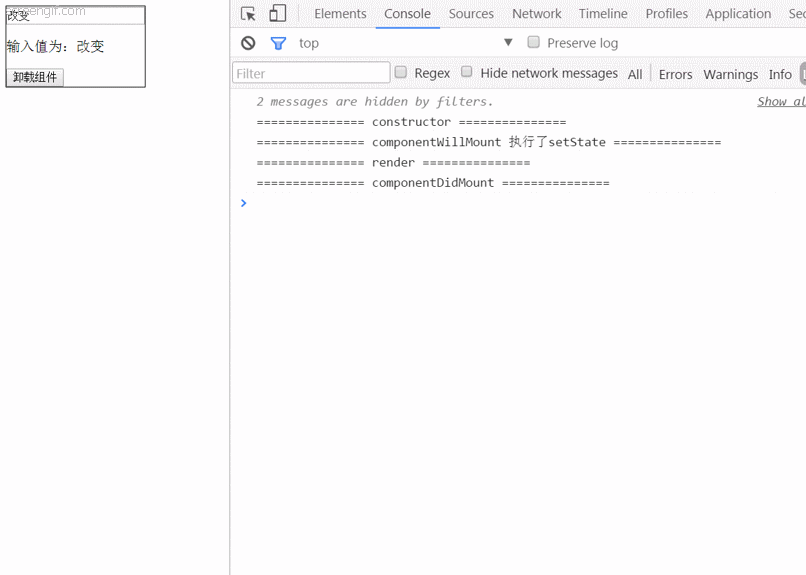 改变
输入值为：改变
卸载组件
Elements Console Sources Network Timeline Profiles Application
top Preserve log
Filter Regex Hide network messages All Errors Warnings Info
2 messages are hidden by filters. Show
=============== constructor ===============
=============== componentWillMount 执行了setState ===============
=============== render ===============
=============== componentDidMount ===============
>